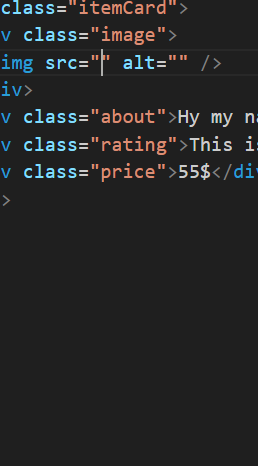 class="itemCard">
v class="image">
img src="" alt="" />
iv>
v class="about">Hy my na
v class="rating">This is
v class="price">55$</div
>